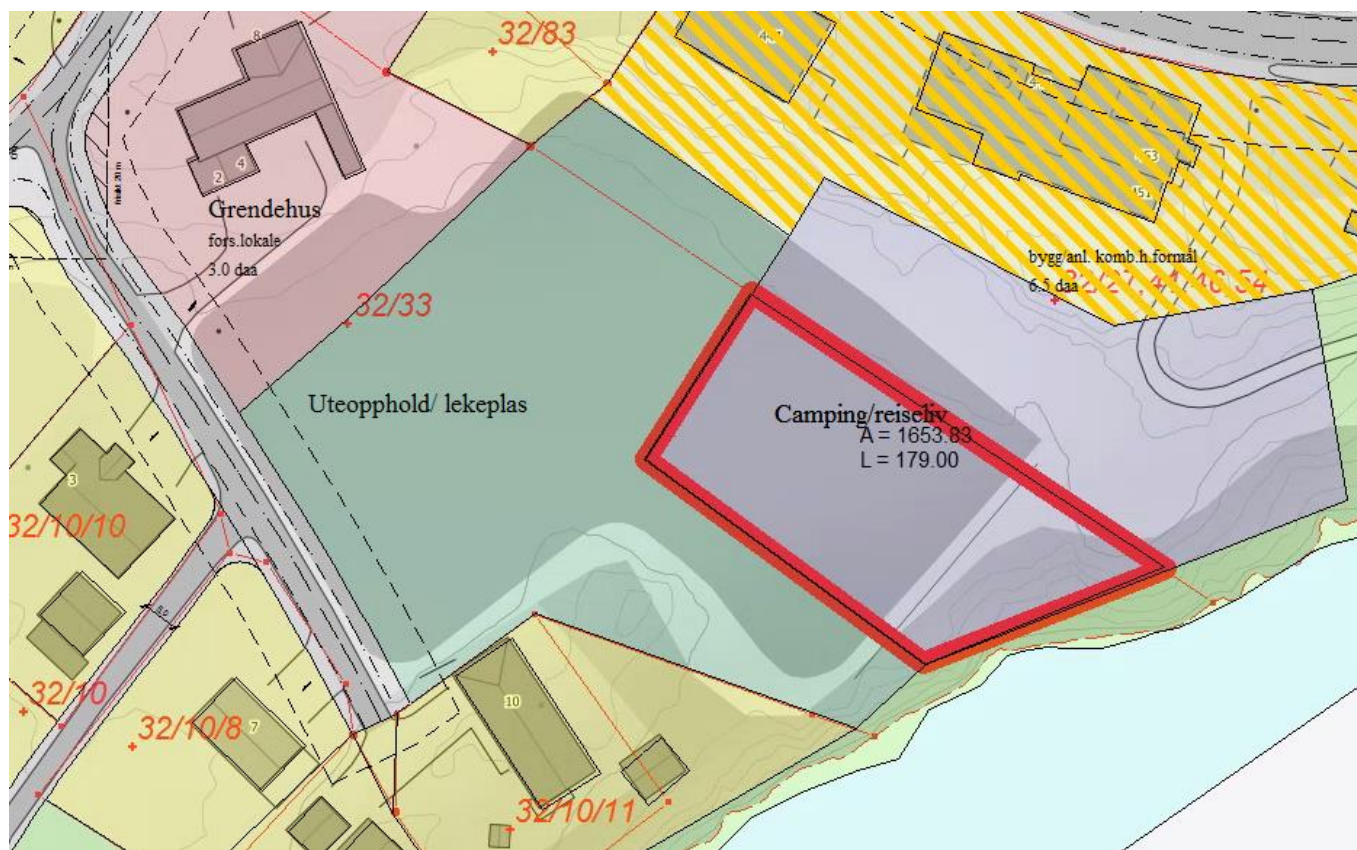 32/83
8
4
2
Grendehus
fors.lokale
3.0 daa
32/33
bygg/anl. komb.h.formål
6.5 daa
Uteopphold/ lekeplas
Camping/reiseliv
A = 1653.83
L = 179.00
3
32/10/10
32/10
32/10/8
7
10
32/10/11